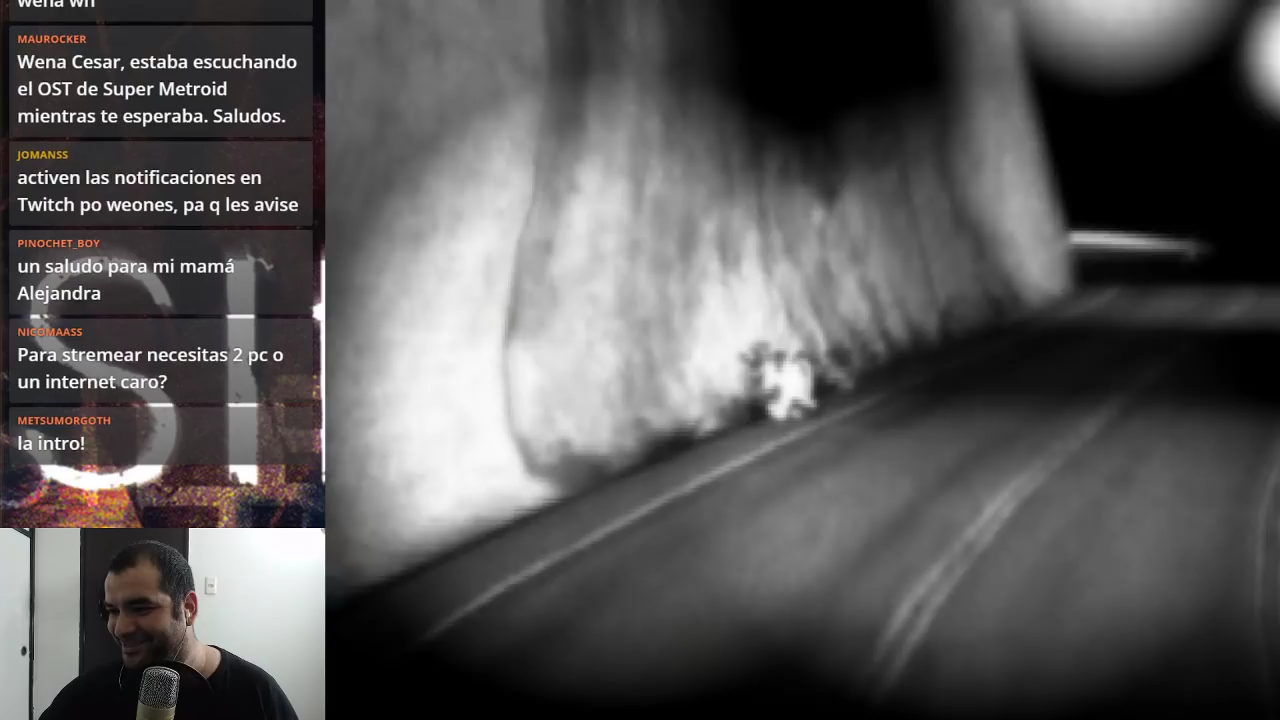 wena wn
MAUROCKER
Wena Cesar, estaba escuchando
el OST de Super Metroid
mientras te esperaba. Saludos.
JOMANSS
activen las notificaciones en
Twitch po weones, pa q les avise
PINOCHET_BOY
un saludo para mi mamá
Alejandra
NICOMAASS
Para stremear necesitas 2 pc o
un internet caro?
METSUMORGOTH
la intro!